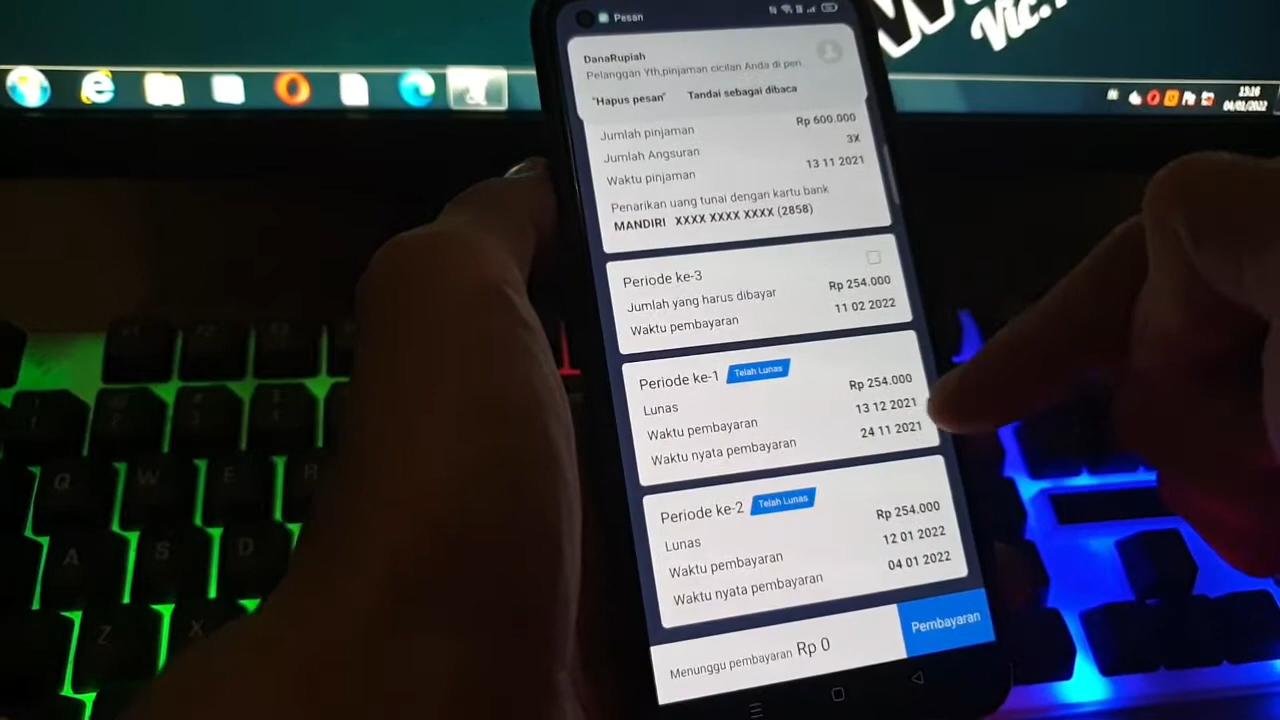 Pesan
DanaRupiah
Pelanggan Yth,pinjaman cicilan Anda di pen
"Hapus pesan" Tandai sebagai dibaca
Jumlah pinjaman Rp 600.000
Jumlah Angsuran 3X
Waktu pinjaman 13 11 2021
Penarikan uang tunai dengan kartu bank
MANDIRI XXXX XXXX XXXX (2858)
Periode ke-3
Jumlah yang harus dibayar Rp 254.000
Waktu pembayaran 11 02 2022
Periode ke-1 Telah Lunas
Lunas Rp 254.000
Waktu pembayaran 13 12 2021
Waktu nyata pembayaran 24 11 2021
Periode ke-2 Telah Lunas
Lunas Rp 254.000
Waktu pembayaran 12 01 2022
Waktu nyata pembayaran 04 01 2022
Menunggu pembayaran Rp 0 Pembayaran
13:16
04/01/2022
Q W E R
A S D
Z X